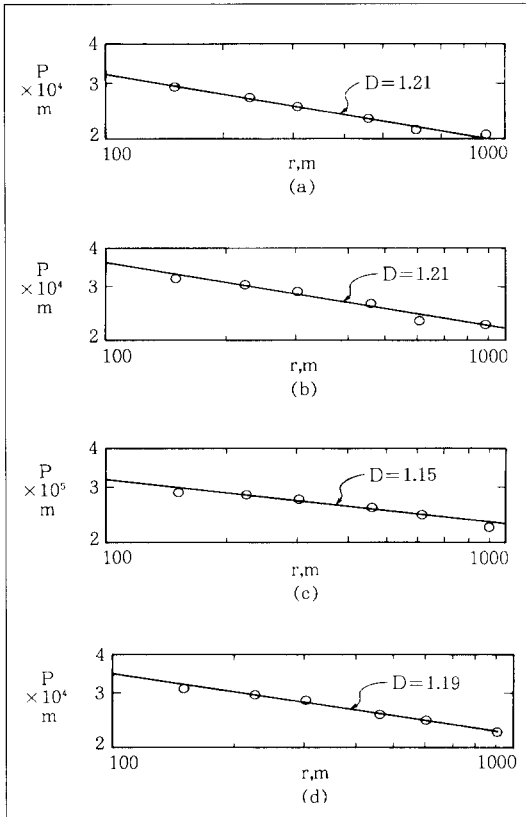 4
P
×10⁴
m
3
2
D=1.21
100
1000
r,m
(a)
4
P
×10⁴
m
3
2
D=1.21
100
1000
r,m
(b)
4
P
×10⁵
m
3
2
D=1.15
100
1000
r,m
(c)
4
P
×10⁴
m
3
2
D=1.19
100
1000
r,m
(d)